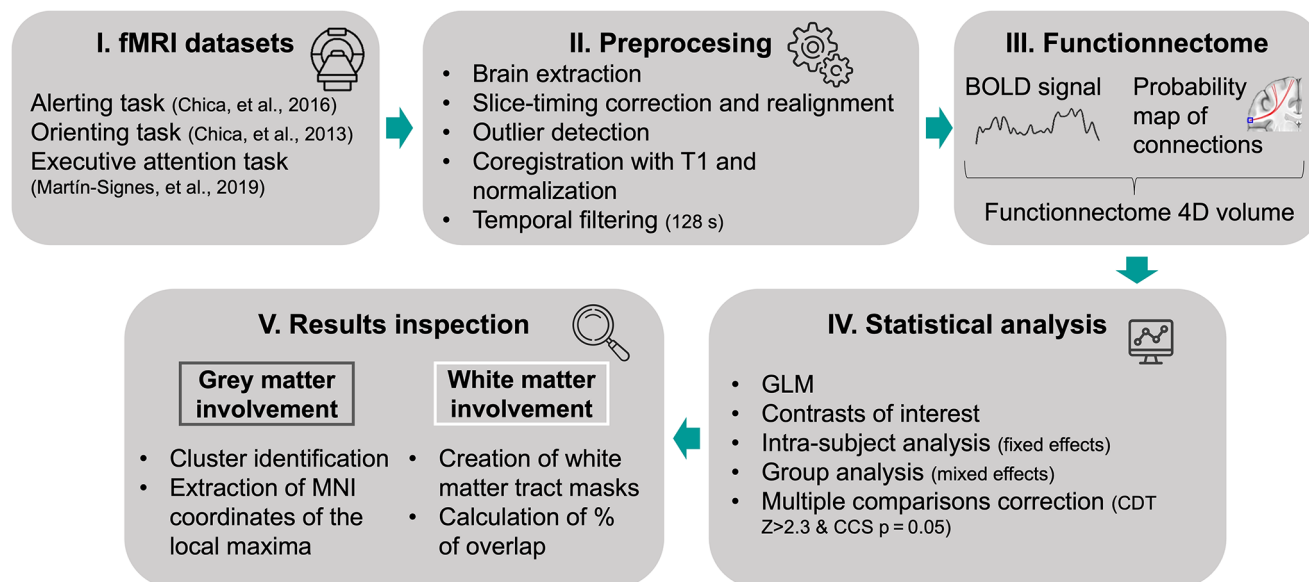 I. fMRI datasets
Alerting task (Chica, et al., 2016)
Orienting task (Chica, et al., 2013)
Executive attention task
(Martín-Signes, et al., 2019)
II. Preprocesing
• Brain extraction
• Slice-timing correction and realignment
• Outlier detection
• Coregistration with T1 and
normalization
• Temporal filtering (128 s)
III. Functionnectome
BOLD signal
Probability
map of
connections
Functionnectome 4D volume
IV. Statistical analysis
• GLM
• Contrasts of interest
• Intra-subject analysis (fixed effects)
• Group analysis (mixed effects)
• Multiple comparisons correction (CDT
Z>2.3 & CCS p = 0.05)
V. Results inspection
Grey matter
involvement
• Cluster identification
• Extraction of MNI
coordinates of the
local maxima
White matter
involvement
• Creation of white
matter tract masks
• Calculation of %
of overlap